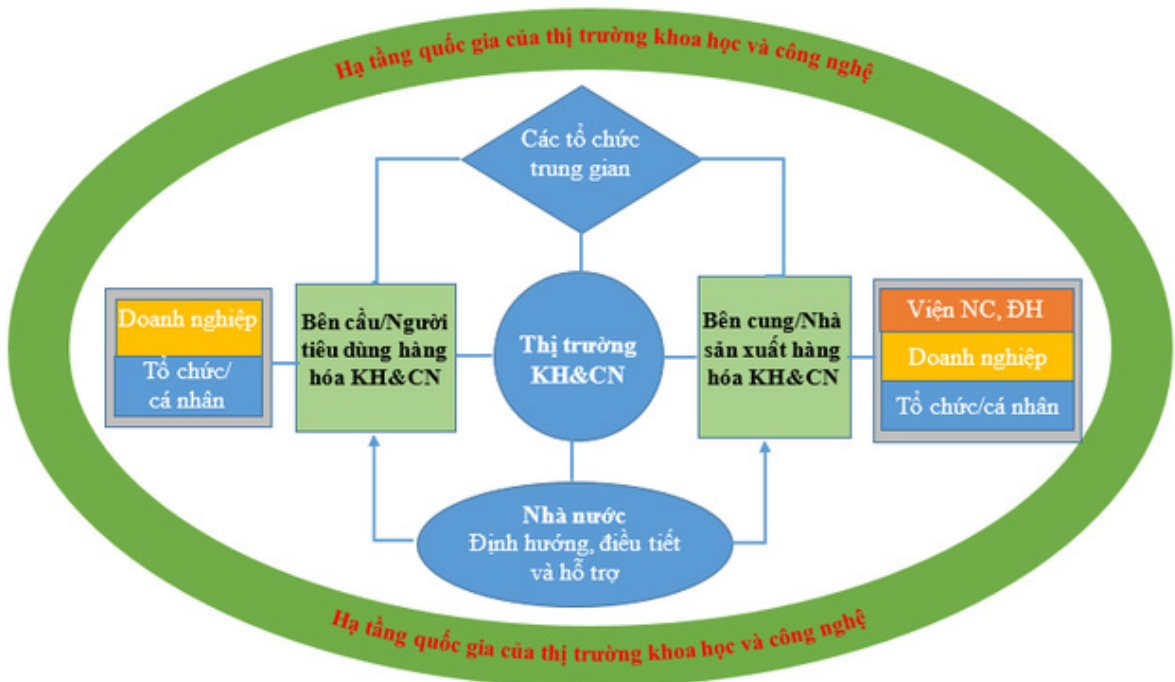 Hạ tầng quốc gia của thị trường khoa học và công nghệ
Các tổ chức
trung gian
Doanh nghiệp
Tổ chức/
cá nhân
Bên cầu/Người
tiêu dùng hàng
hóa KH&CN
Thị trường
KH&CN
Bên cung/Nhà
sản xuất hàng
hóa KH&CN
Viện NC, ĐH
Doanh nghiệp
Tổ chức/cá nhân
Nhà nước
Định hướng, điều tiết
và hỗ trợ
Hạ tầng quốc gia của thị trường khoa học và công nghệ